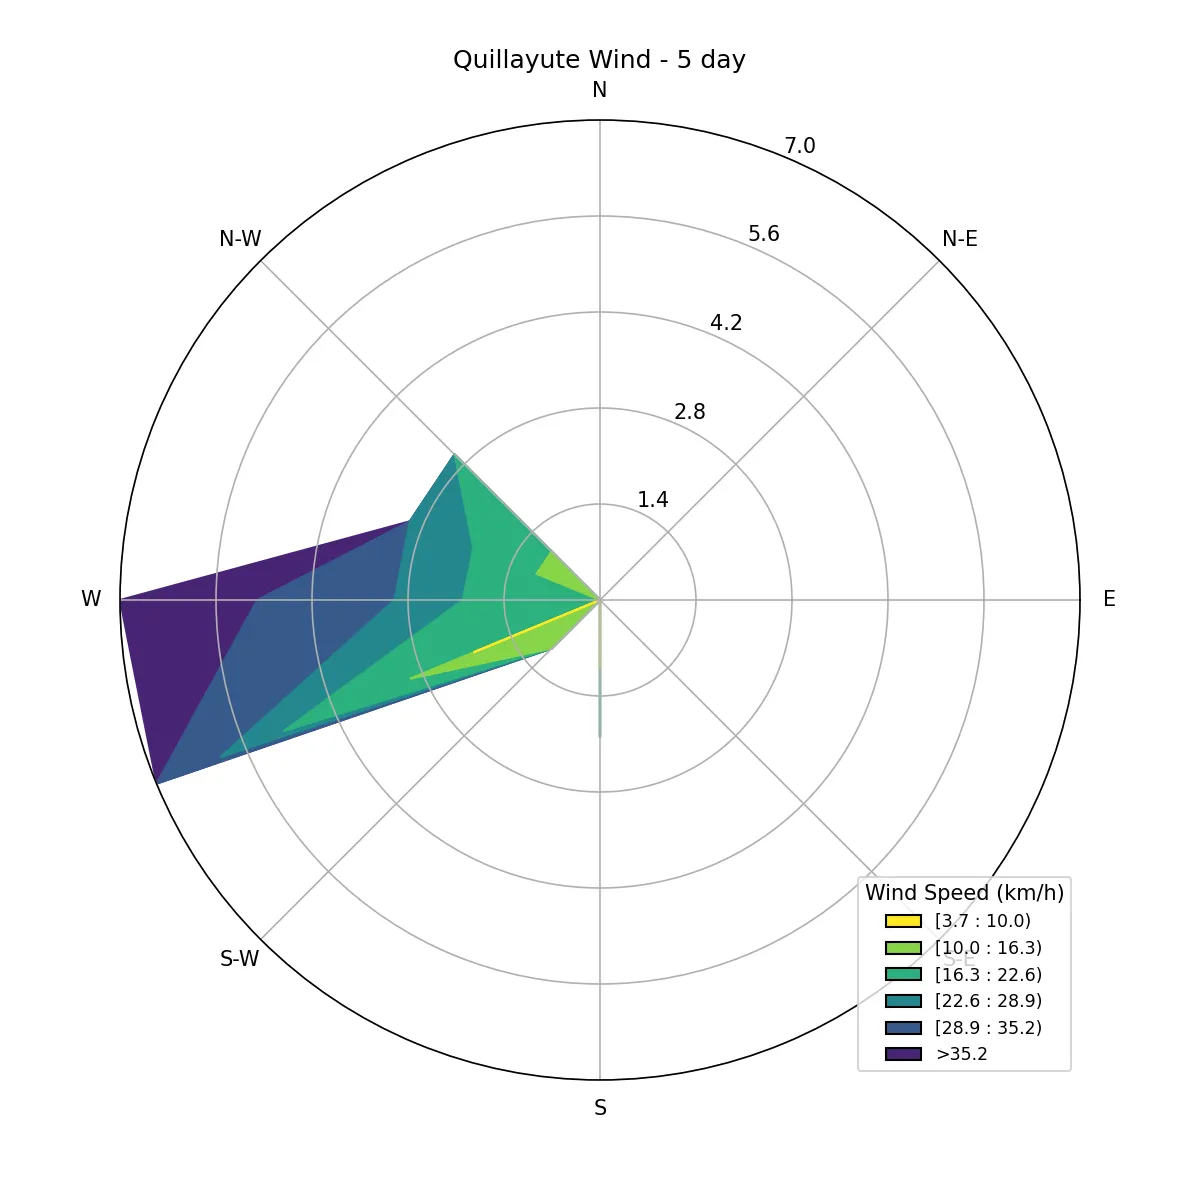 Quillayute Wind - 5 day
N
7.0
N-W
N-E
5.6
4.2
2.8
1.4
W
E
S-W
S-E
S
Wind Speed (km/h)
[3.7 : 10.0)
[10.0 : 16.3)
[16.3 : 22.6)
[22.6 : 28.9)
[28.9 : 35.2)
>35.2